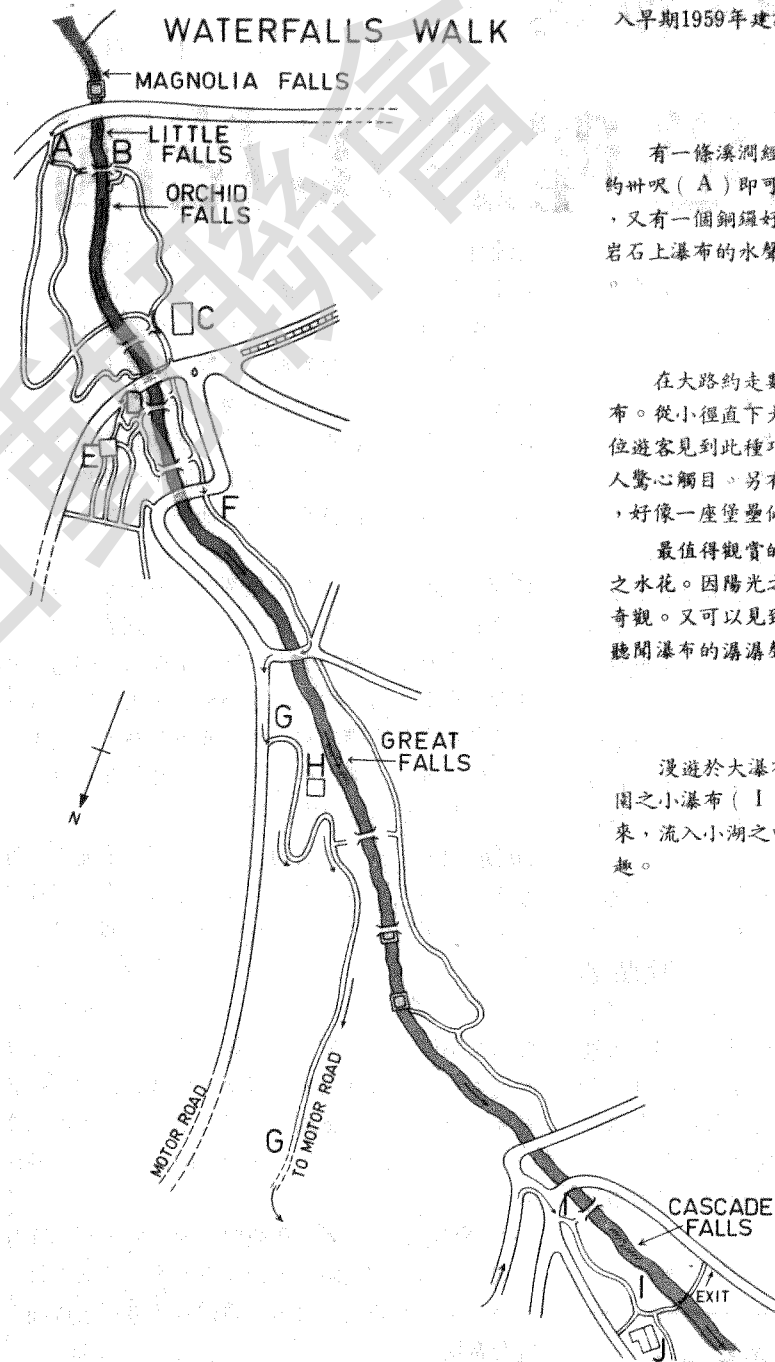 WATERFALLS WALK
MAGNOLIA FALLS
A
B
LITTLE
FALLS
ORCHID
FALLS
C
D
E
F
G
H
GREAT
FALLS
N
MOTOR ROAD
G
TO MOTOR ROAD
I
CASCADE
FALLS
I
EXIT
J
入早期1959年建
有一條溪澗經
約卅呎(A)即可
,又有一個銅鑼好
岩石上瀑布的水聲
。
在大路約走數
布。從小徑直下
位遊客見到此種
人驚心觸目。另有
,好像一座堡壘
最值得觀賞的
之水花。因陽光
奇觀。又可以見到
聽聞瀑布的潺潺聲
漫遊於大瀑布
園之小瀑布(I
來,流入小湖之
趣。